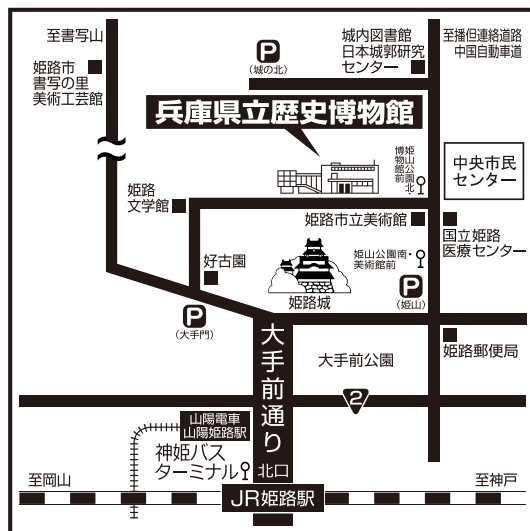 至書写山
城内図書館
日本城郭研究
センター
至播但連絡道路
中国自動車道
P
(城の北)
姫路市
書写の里
美術工芸館
兵庫県立歴史博物館
姫山公園北・
博物館前
中央市民
センター
姫路
文学館
姫路市立美術館
国立姫路
医療センター
好古園
姫山公園南・
美術館前
P
(姫山)
姫路城
P
(大手門)
大手前通り
大手前公園
姫路郵便局
2
山陽電車
山陽姫路駅
神姫バス
ターミナル
北口
至岡山
JR姫路駅
至神戸